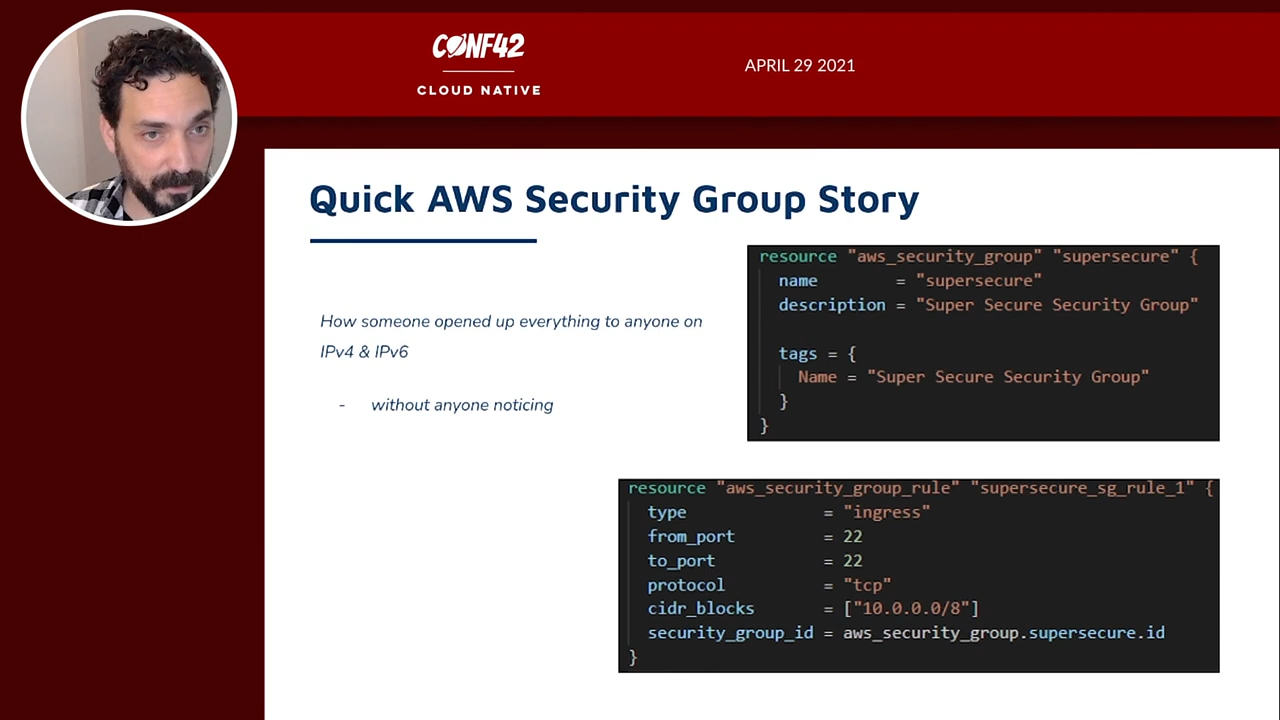 CONF42
CLOUD NATIVE
APRIL 29 2021
Quick AWS Security Group Story
How someone opened up everything to anyone on
IPv4 & IPv6
- without anyone noticing
resource "aws_security_group" "supersecure" {
name = "supersecure"
description = "Super Secure Security Group"
tags = {
Name = "Super Secure Security Group"
}
}
resource "aws_security_group_rule" "supersecure_sg_rule_1" {
type = "ingress"
from_port = 22
to_port = 22
protocol = "tcp"
cidr_blocks = ["10.0.0.0/8"]
security_group_id = aws_security_group.supersecure.id
}